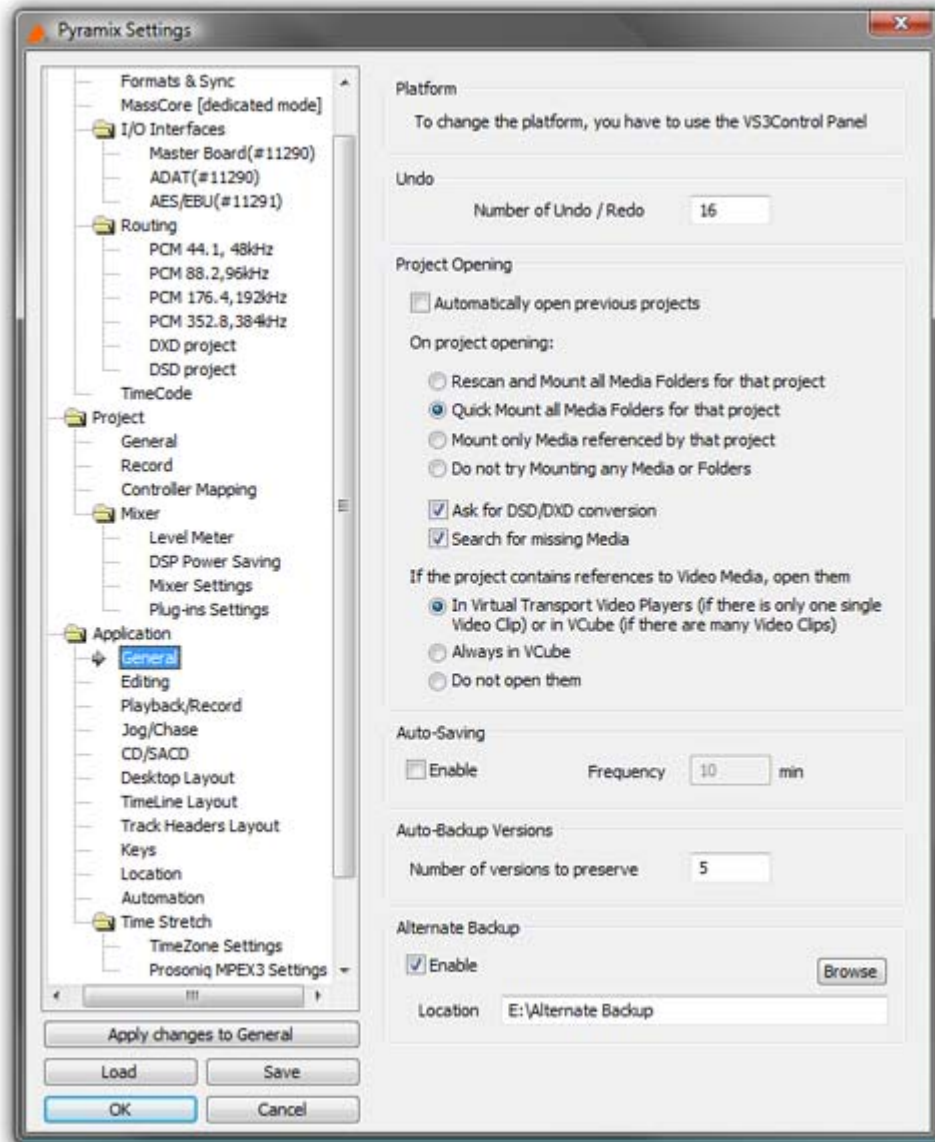 Pyramix Settings
Formats & Sync
MassCore [dedicated mode]
I/O Interfaces
Master Board(#11290)
ADAT(#11290)
AES/EBU(#11291)
Routing
PCM 44.1, 48kHz
PCM 88.2,96kHz
PCM 176.4,192kHz
PCM 352.8,384kHz
DXD project
DSD project
TimeCode
Project
General
Record
Controller Mapping
Mixer
Level Meter
DSP Power Saving
Mixer Settings
Plug-ins Settings
Application
General
Editing
Playback/Record
Jog/Chase
CD/SACD
Desktop Layout
TimeLine Layout
Track Headers Layout
Keys
Location
Automation
Time Stretch
TimeZone Settings
Prosoniq MPEX3 Settings
Apply changes to General
Load Save
OK Cancel
Platform
To change the platform, you have to use the VS3Control Panel
Undo
Number of Undo / Redo 16
Project Opening
Automatically open previous projects
On project opening:
Rescan and Mount all Media Folders for that project
Quick Mount all Media Folders for that project
Mount only Media referenced by that project
Do not try Mounting any Media or Folders
Ask for DSD/DXD conversion
Search for missing Media
If the project contains references to Video Media, open them
In Virtual Transport Video Players (if there is only one single
Video Clip) or in VCube (if there are many Video Clips)
Always in VCube
Do not open them
Auto-Saving
Enable Frequency 10 min
Auto-Backup Versions
Number of versions to preserve 5
Alternate Backup
Enable Browse
Location E:\Alternate Backup